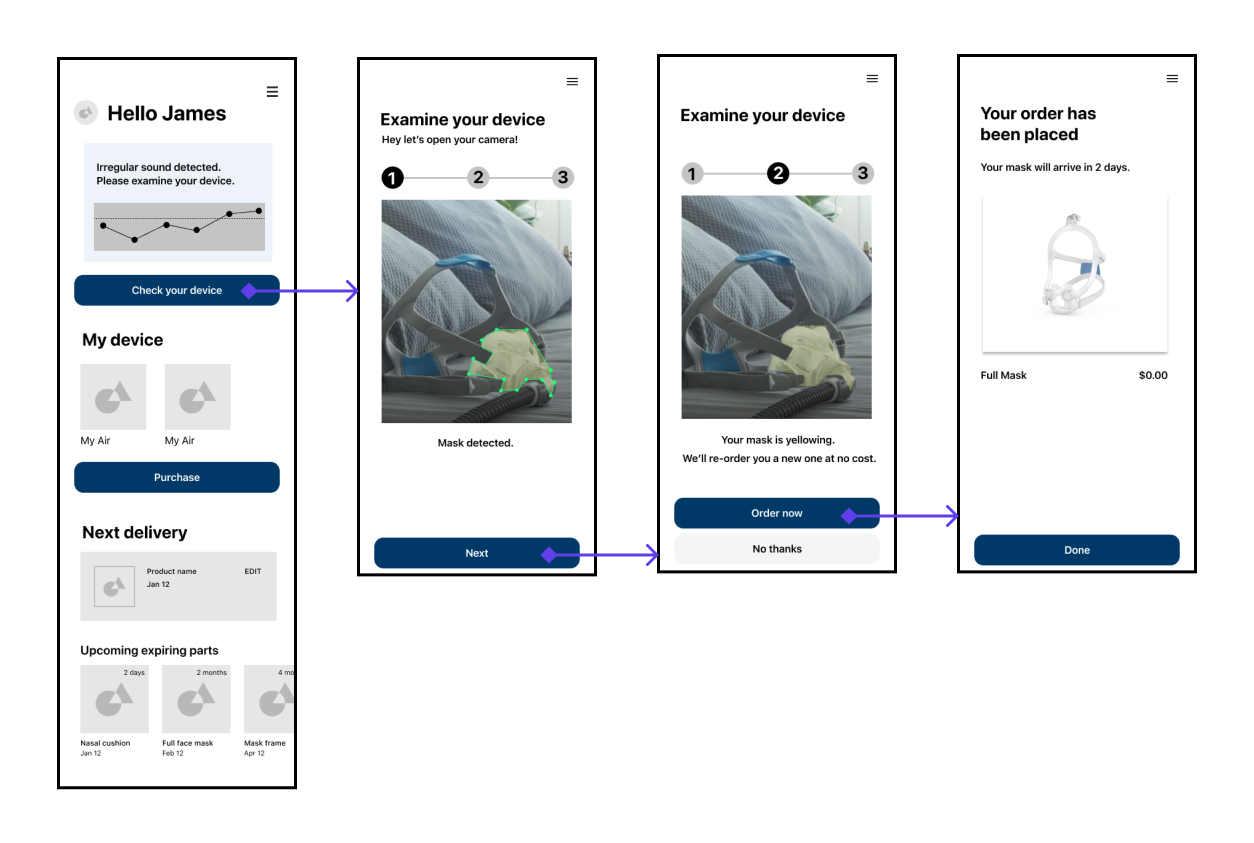 Hello James
Irregular sound detected.
Please examine your device.
Check your device
My device
My Air
My Air
Purchase
Next delivery
Product name
EDIT
Jan 12
Upcoming expiring parts
2 days
2 months
4 mo
Nasal cushion
Full face mask
Mask frame
Jan 12
Feb 12
Apr 12
Examine your device
Hey let's open your camera!
1
2
3
Mask detected.
Next
Examine your device
1
2
3
Your mask is yellowing.
We'll re-order you a new one at no cost.
Order now
No thanks
Your order has
been placed
Your mask will arrive in 2 days.
Full Mask
$0.00
Done